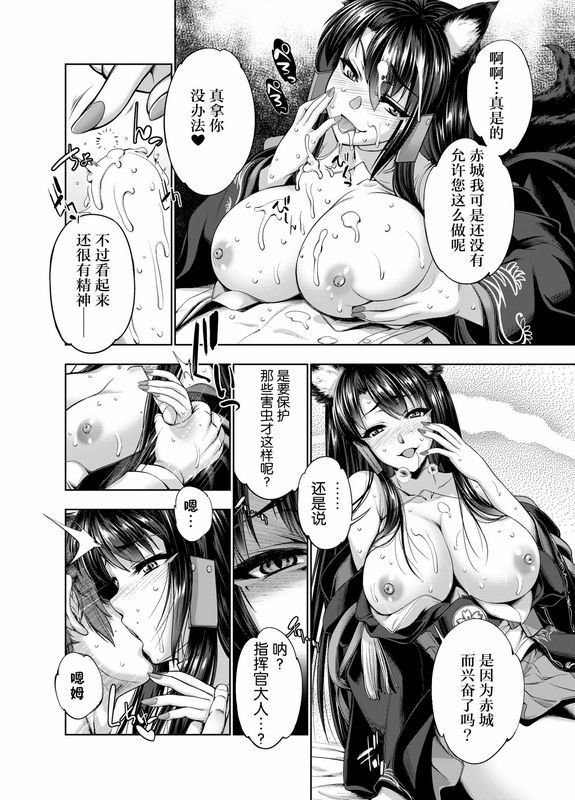 啊啊…真是的
赤城我可是还没有
允许您这么做呢
真拿你
没办法♥
不过看起来
还很有精神——
是要保护
那些害虫才这样呢？
……
还是说
是因为赤城
而兴奋了吗？
呐？
指挥官大人…？
嗯…
嗯姆